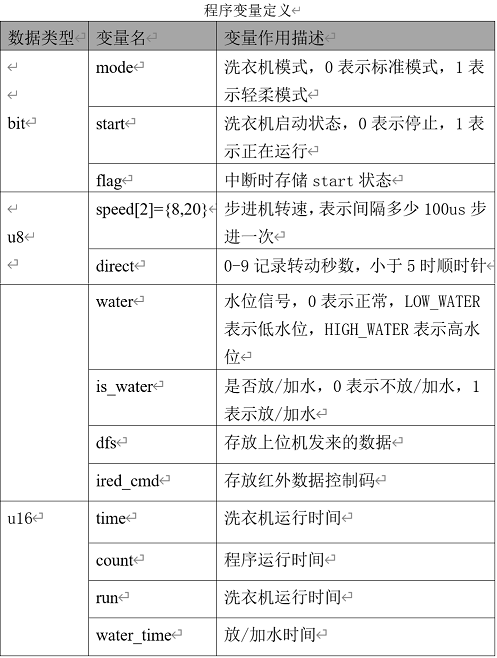 程序变量定义
数据类型 变量名 变量作用描述
mode 洗衣机模式，0 表示标准模式，1 表
示轻柔模式
bit start 洗衣机启动状态，0 表示停止，1 表
示正在运行
flag 中断时存储 start 状态
speed[2]={8,20} 步进机转速，表示间隔多少 100us 步
u8 进一次
direct 0-9 记录转动秒数，小于 5 时顺时针
water 水位信号，0 表示正常，LOW_WATER
表示低水位，HIGH_WATER 表示高水
位
is_water 是否放/加水，0 表示不放/加水，1
表示放/加水
dfs 存放上位机发来的数据
ired_cmd 存放红外数据控制码
u16 time 洗衣机运行时间
count 程序运行时间
run 洗衣机运行时间
water_time 放/加水时间